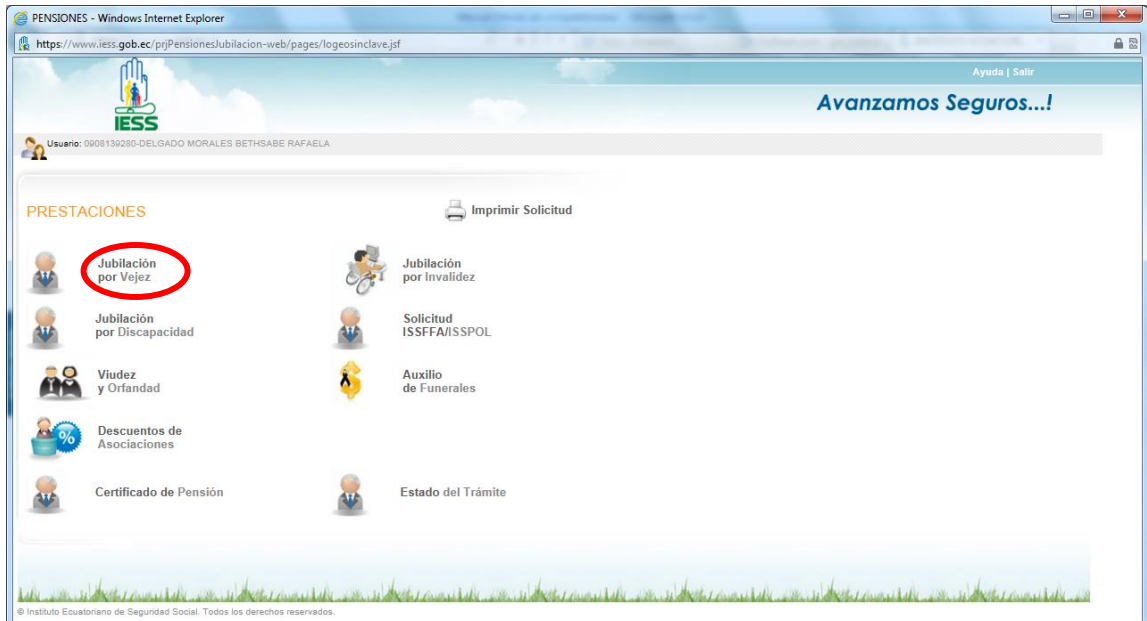 PENSIONES - Windows Internet Explorer
https://www.iess.gob.ec/prjPensionesJubilacion-web/pages/logeosinclave.jsf
Ayuda | Salir
IESS
Avanzamos Seguros...!
Usuario: 0908139280-DELGADO MORALES BETHSABE RAFAELA
PRESTACIONES
Imprimir Solicitud
Jubilación
por Vejez
Jubilación
por Invalidez
Jubilación
por Discapacidad
Solicitud
ISSFFA/ISSPOL
Viudez
y Orfandad
Auxilio
de Funerales
%
Descuentos de
Asociaciones
Certificado de Pensión
Estado del Trámite
© Instituto Ecuatoriano de Seguridad Social. Todos los derechos reservados.